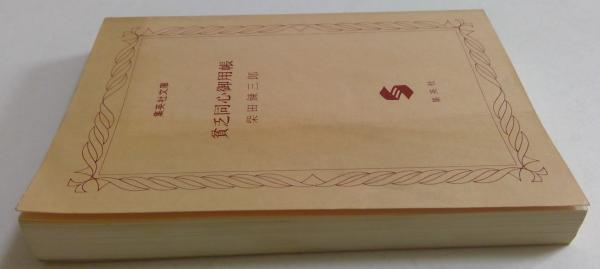 集英社文庫
貧乏同心御用帳
柴田錬三郎
集英社